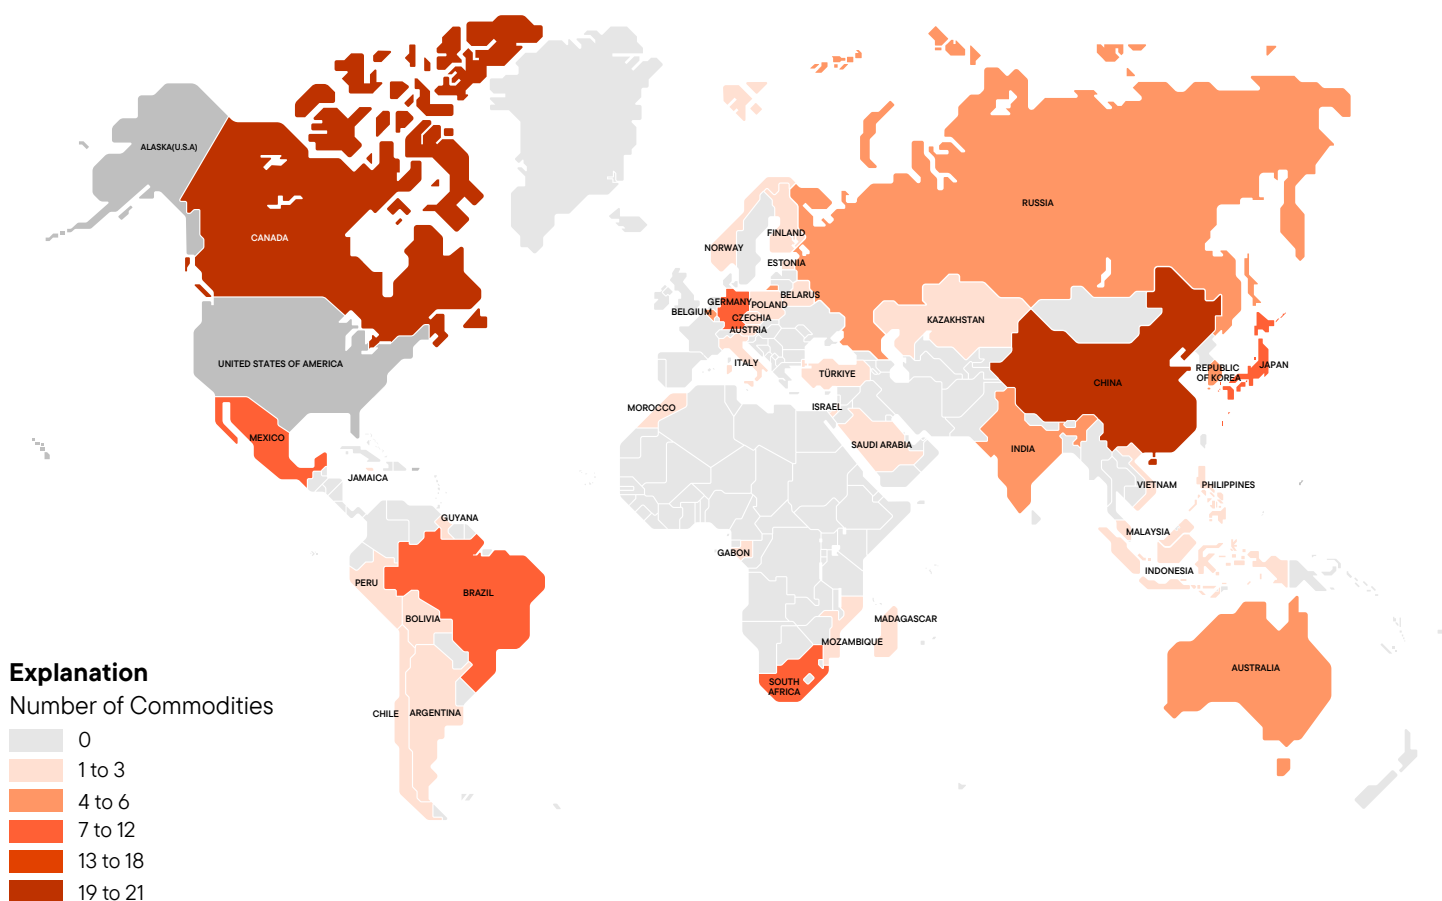 ALASKA(U.S.A)
CANADA
UNITED STATES OF AMERICA
MEXICO
JAMAICA
GUYANA
PERU
BRAZIL
BOLIVIA
CHILE
ARGENTINA
NORWAY
FINLAND
ESTONIA
BELARUS
GERMANY
POLAND
BELGIUM
CZECHIA
AUSTRIA
ITALY
TÜRKIYE
MOROCCO
ISRAEL
SAUDI ARABIA
GABON
MOZAMBIQUE
MADAGASCAR
SOUTH
AFRICA
RUSSIA
KAZAKHSTAN
CHINA
REPUBLIC
OF KOREA
JAPAN
INDIA
VIETNAM
PHILIPPINES
MALAYSIA
INDONESIA
AUSTRALIA
Explanation
Number of Commodities
0
1 to 3
4 to 6
7 to 12
13 to 18
19 to 21